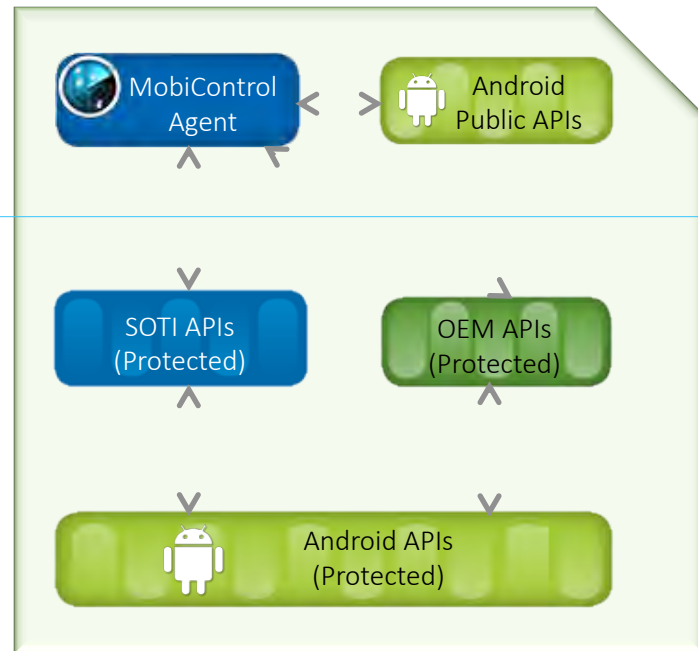 MobiControl
Agent
Android
Public APIs
SOTI APIs
(Protected)
OEM APIs
(Protected)
Android APIs
(Protected)